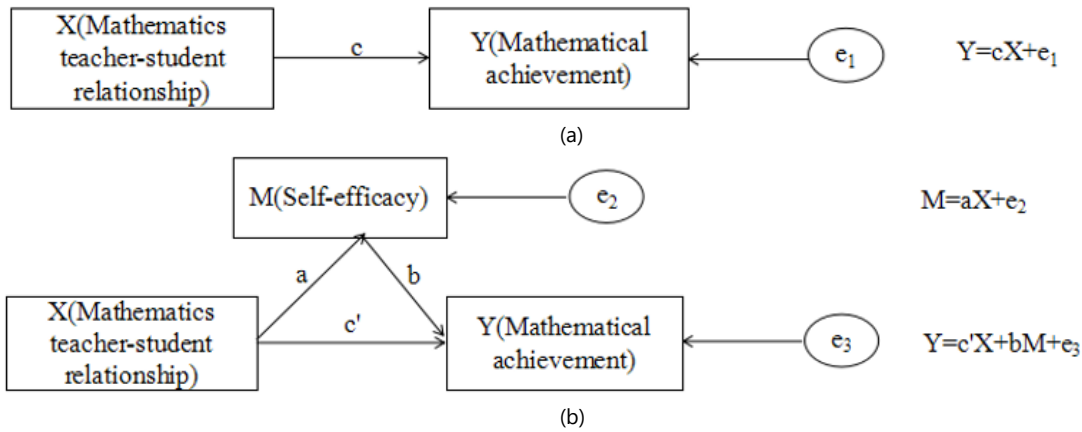 X(Mathematics
teacher-student
relationship)
c
Y(Mathematical
achievement)
e₁
Y=cX+e₁
(a)
M(Self-efficacy)
e₂
M=aX+e₂
a
b
X(Mathematics
teacher-student
relationship)
c'
Y(Mathematical
achievement)
e₃
Y=c'X+bM+e₃
(b)